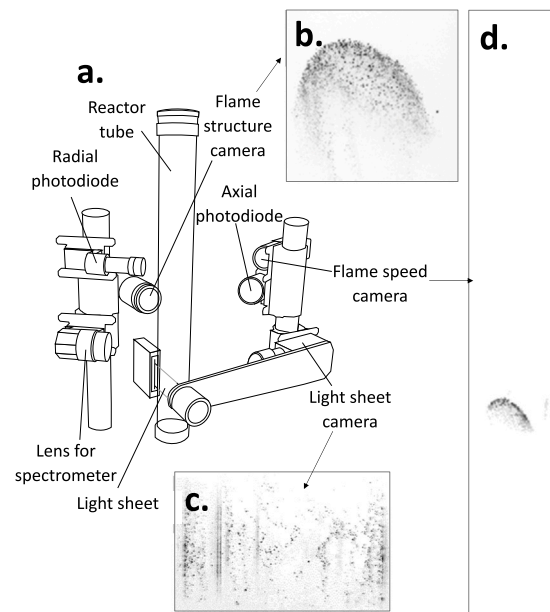 a.
b.
d.
Reactor
tube
Flame
structure
camera
Radial
photodiode
Axial
photodiode
Flame speed
camera
Light sheet
camera
Lens for
spectrometer
Light sheet
c.